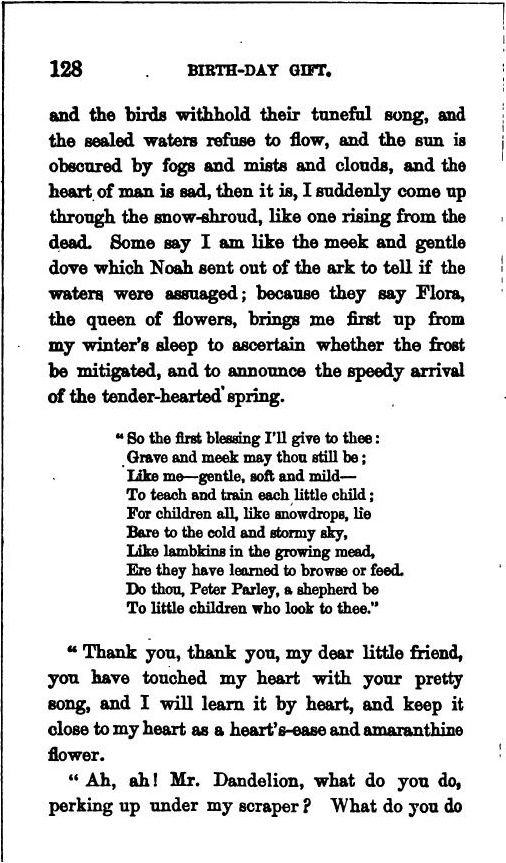 128 BIRTH-DAY GIFT.
and the birds withhold their tuneful song, and
the sealed waters refuse to flow, and the sun is
obscured by fogs and mists and clouds, and the
heart of man is sad, then it is, I suddenly come up
through the snow-shroud, like one rising from the
dead. Some say I am like the meek and gentle
dove which Noah sent out of the ark to tell if the
waters were assuaged; because they say Flora,
the queen of flowers, brings me first up from
my winter's sleep to ascertain whether the frost
be mitigated, and to announce the speedy arrival
of the tender-hearted spring.
"So the first blessing I'll give to thee:
Grave and meek may thou still be;
Like me—gentle, soft and mild—
To teach and train each little child;
For children all, like snowdrops, lie
Bare to the cold and stormy sky,
Like lambkins in the growing mead,
Ere they have learned to browse or feed.
Do thou, Peter Parley, a shepherd be
To little children who look to thee."
"Thank you, thank you, my dear little friend,
you have touched my heart with your pretty
song, and I will learn it by heart, and keep it
close to my heart as a heart's-ease and amaranthine
flower.
"Ah, ah! Mr. Dandelion, what do you do,
perking up under my scraper? What do you do